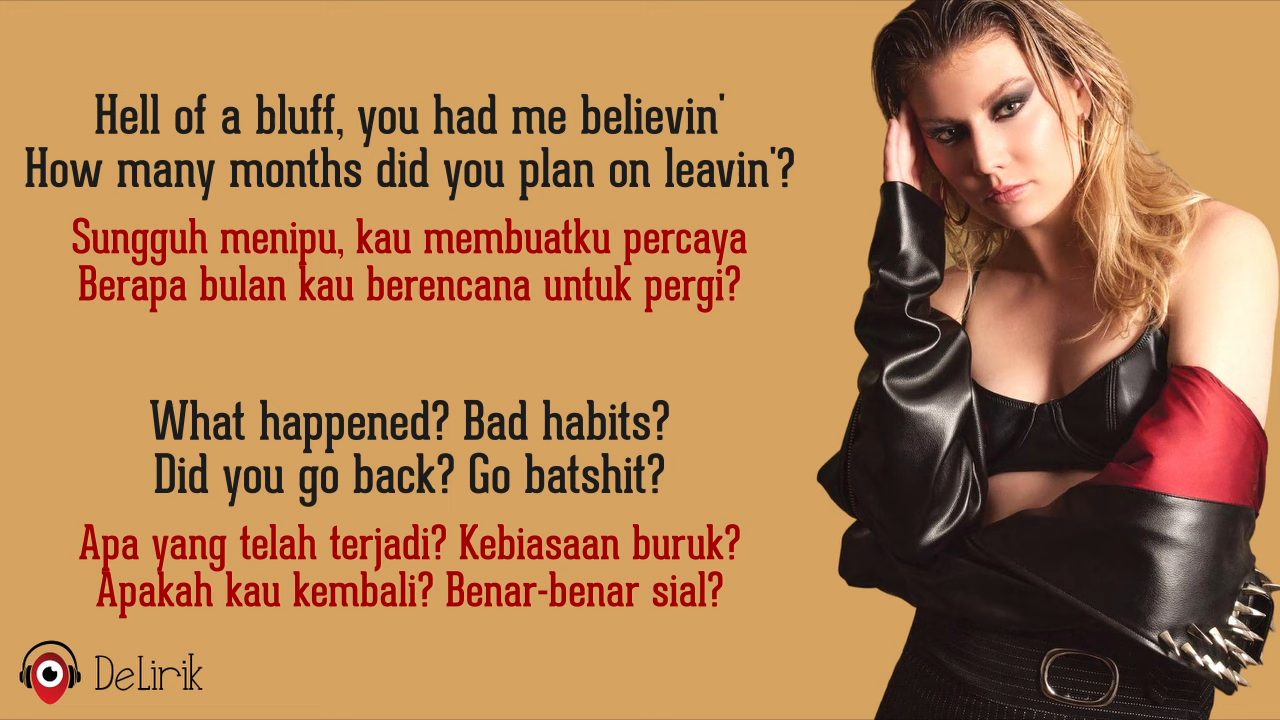 Hell of a bluff, you had me believin'
How many months did you plan on leavin'?
Sungguh menipu, kau membuatku percaya
Berapa bulan kau berencana untuk pergi?
What happened? Bad habits?
Did you go back? Go batshit?
Apa yang telah terjadi? Kebiasaan buruk?
Apakah kau kembali? Benar-benar sial?
DeLirik